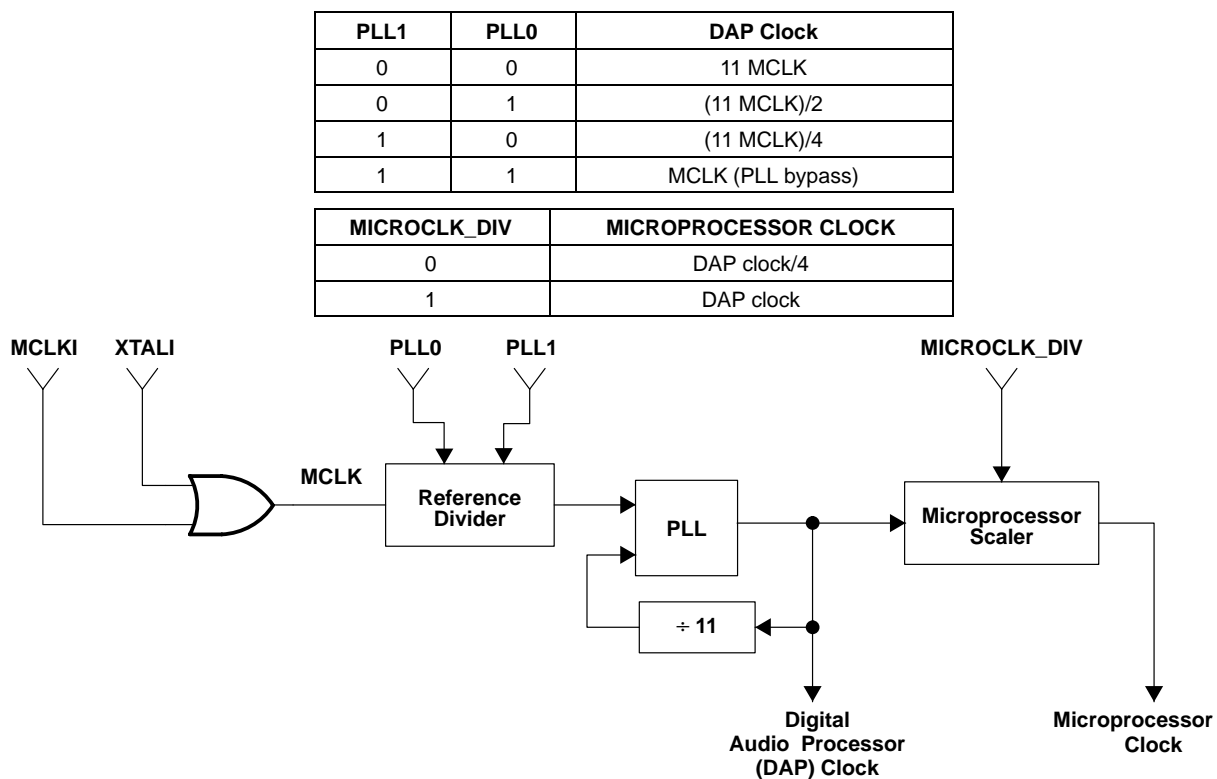 PLL1 PLL0 DAP Clock
0 0 11 MCLK
0 1 (11 MCLK)/2
1 0 (11 MCLK)/4
1 1 MCLK (PLL bypass)
MICROCLK_DIV MICROPROCESSOR CLOCK
0 DAP clock/4
1 DAP clock
MCLKI XTALI PLL0 PLL1 MICROCLK_DIV
MCLK
Reference
Divider
PLL
Microprocessor
Scaler
÷ 11
Digital
Audio Processor
(DAP) Clock
Microprocessor
Clock